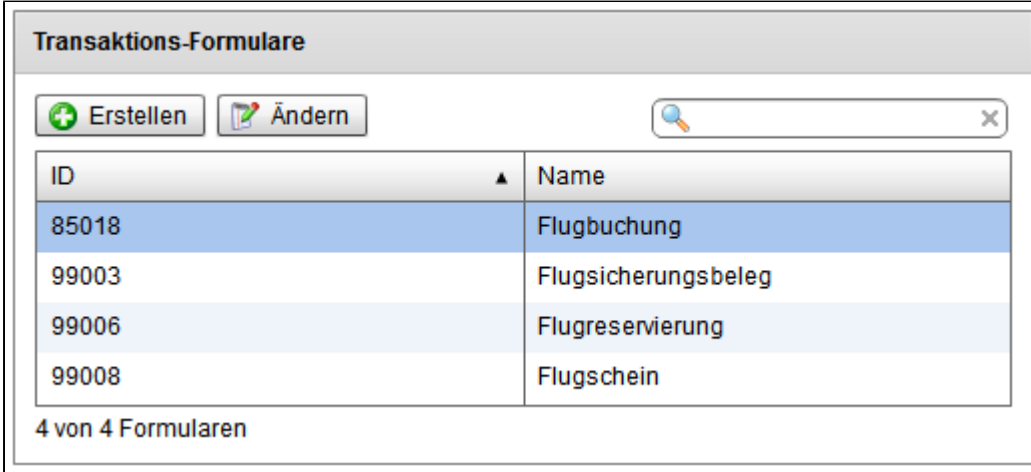 Transaktions-Formulare
Erstellen Ändern
ID Name
85018 Flugbuchung
99003 Flugsicherungsbeleg
99006 Flugreservierung
99008 Flugschein
4 von 4 Formularen